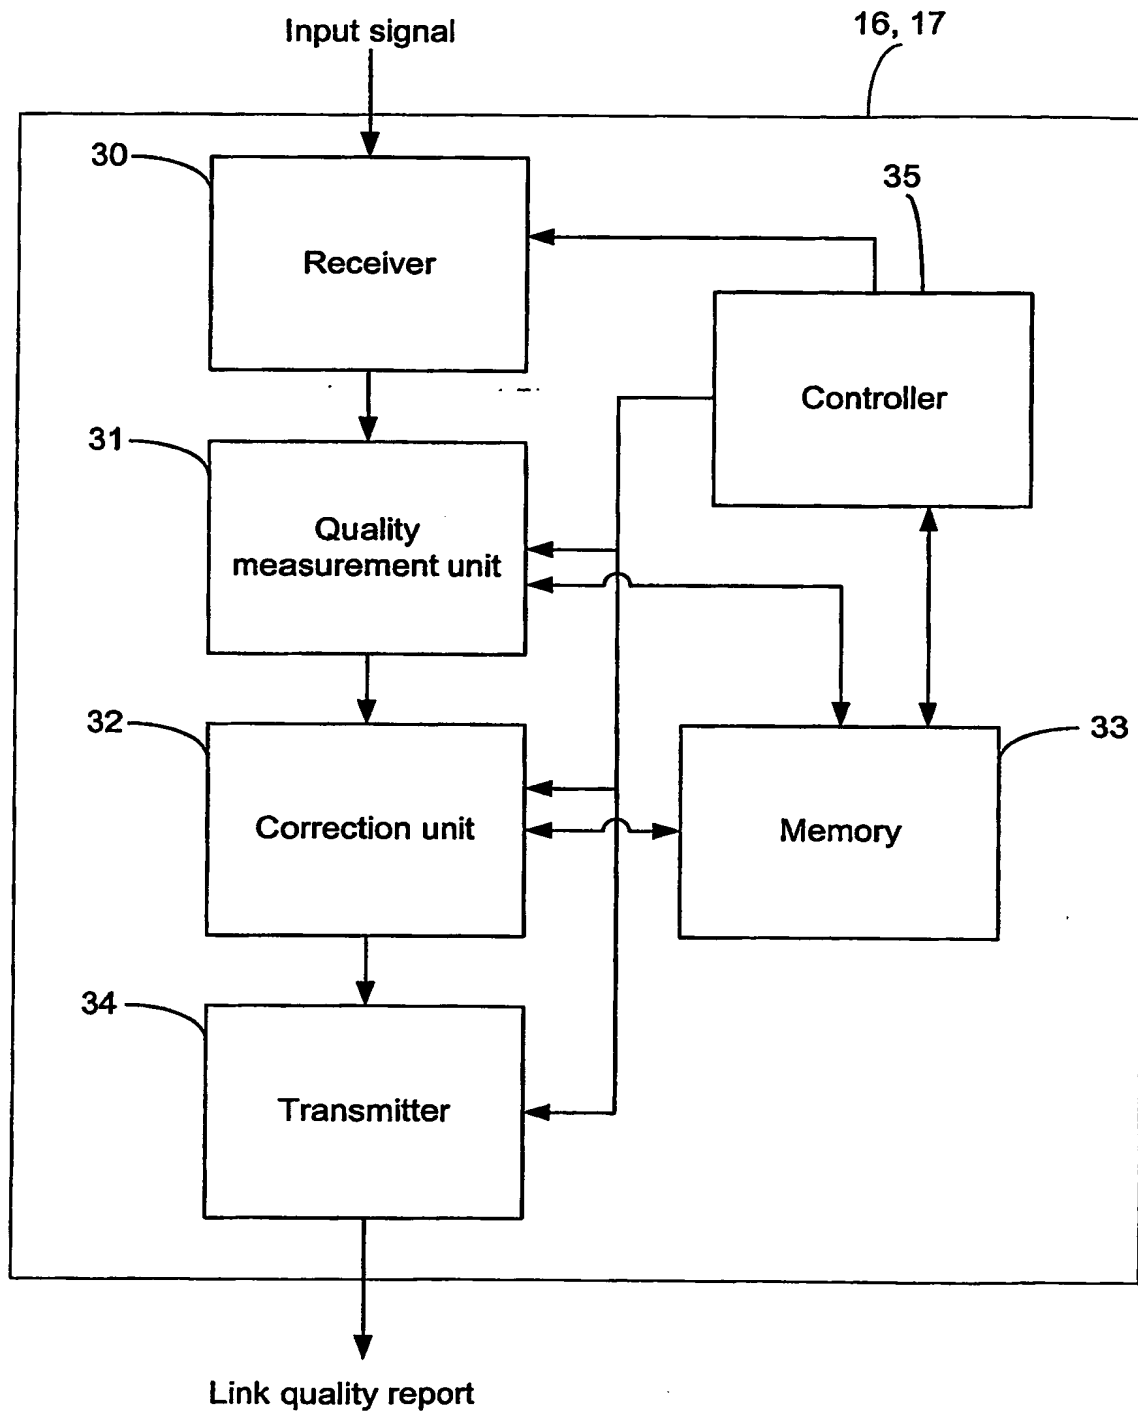 Input signal
16, 17
30
Receiver
35
Controller
31
Quality
measurement unit
32
Correction unit
33
Memory
34
Transmitter
Link quality report